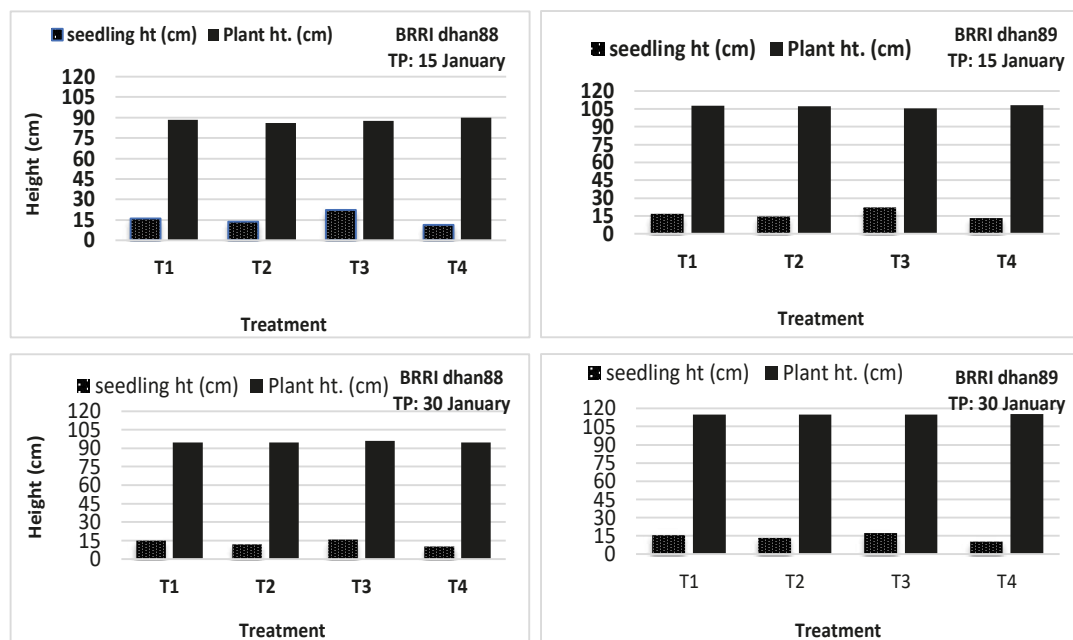 seedling ht (cm) Plant ht. (cm) BRRI dhan88
TP: 15 January
120
105
90
75
60
45
30
15
0
Height (cm)
T1 T2 T3 T4
Treatment
seedling ht (cm) Plant ht. (cm) BRRI dhan89
TP: 15 January
120
105
90
75
60
45
30
15
0
T1 T2 T3 T4
Treatment
seedling ht (cm) Plant ht. (cm) BRRI dhan88
TP: 30 January
120
105
90
75
60
45
30
15
0
Height (cm)
T1 T2 T3 T4
Treatment
seedling ht (cm) Plant ht. (cm) BRRI dhan89
TP: 30 January
120
105
90
75
60
45
30
15
0
T1 T2 T3 T4
Treatment